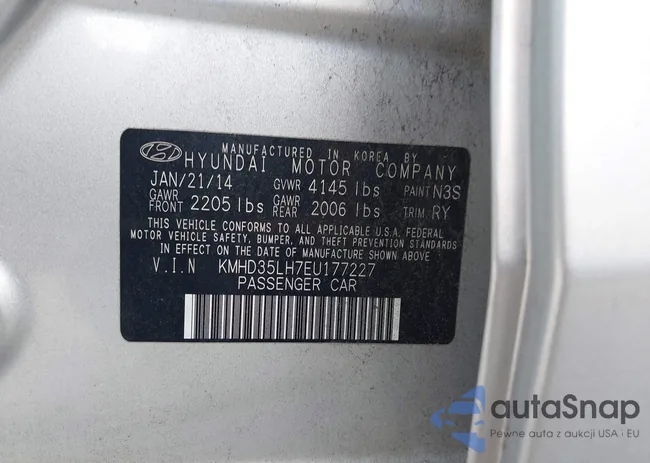 MANUFACTURED IN KOREA BY
HYUNDAI MOTOR COMPANY
JAN/21/14 GVWR 4145 lbs PAINT N3S
GAWR FRONT 2205 lbs GAWR REAR 2006 lbs TRIM RY
THIS VEHICLE CONFORMS TO ALL APPLICABLE U.S.A. FEDERAL
MOTOR VEHICLE SAFETY, BUMPER, AND THEFT PREVENTION STANDARDS
IN EFFECT ON THE DATE OF MANUFACTURE SHOWN ABOVE.
V.I.N KMHD35LH7EU177227
PASSENGER CAR
autaSnap
Pewne auta z aukcji USA i EU